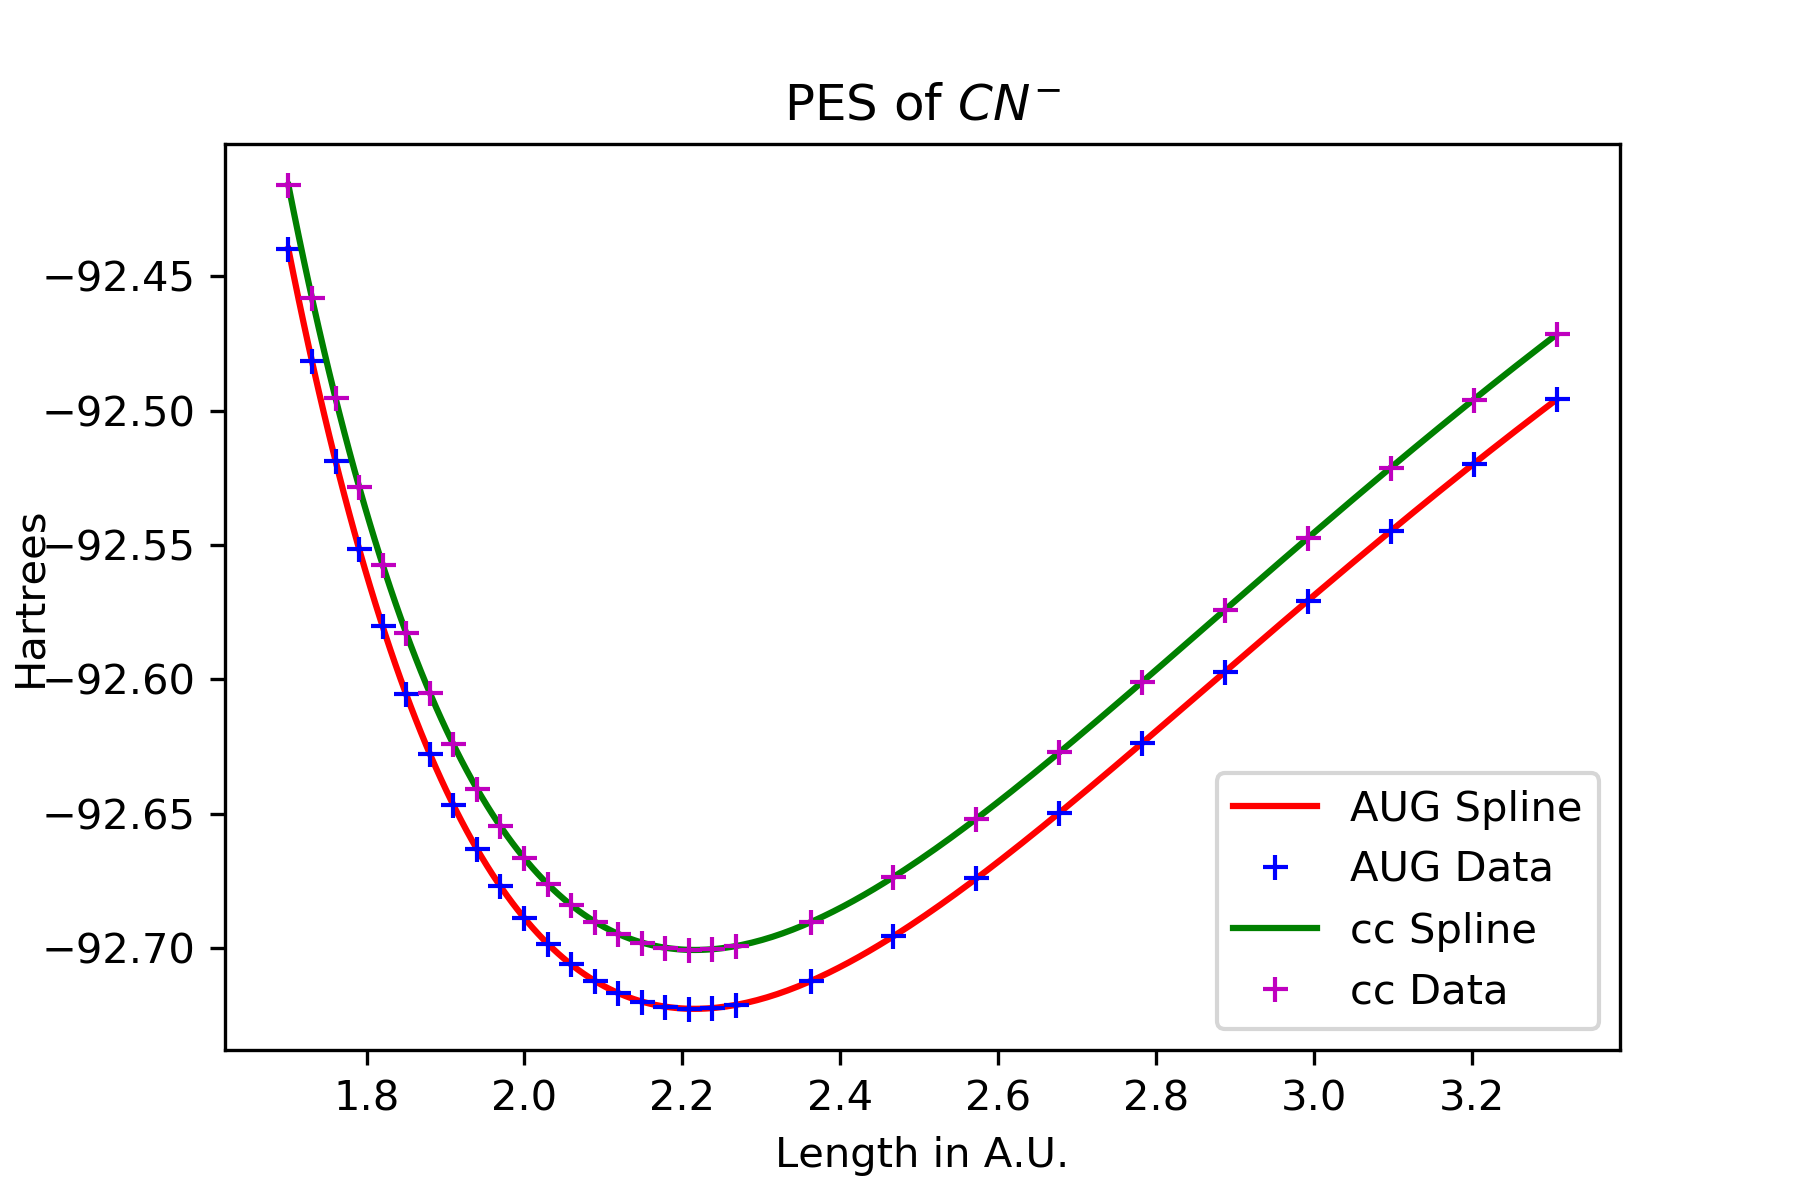 PES of CN⁻
−92.45
−92.50
−92.55
−92.60
−92.65
−92.70
Hartrees
1.8 2.0 2.2 2.4 2.6 2.8 3.0 3.2
Length in A.U.
AUG Spline
AUG Data
cc Spline
cc Data